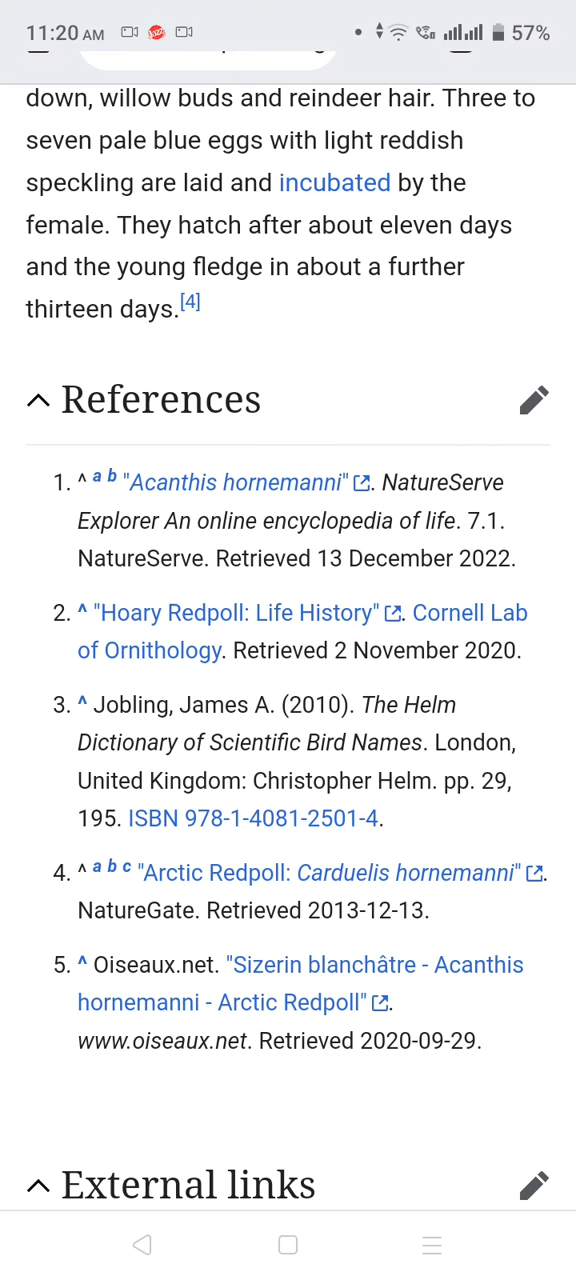 11:20 AM
57%
down, willow buds and reindeer hair. Three to
seven pale blue eggs with light reddish
speckling are laid and incubated by the
female. They hatch after about eleven days
and the young fledge in about a further
thirteen days.[4]
References
1. ^ a b "Acanthis hornemanni". NatureServe
Explorer An online encyclopedia of life. 7.1.
NatureServe. Retrieved 13 December 2022.
2. ^ "Hoary Redpoll: Life History". Cornell Lab
of Ornithology. Retrieved 2 November 2020.
3. ^ Jobling, James A. (2010). The Helm
Dictionary of Scientific Bird Names. London,
United Kingdom: Christopher Helm. pp. 29,
195. ISBN 978-1-4081-2501-4.
4. ^ a b c "Arctic Redpoll: Carduelis hornemanni".
NatureGate. Retrieved 2013-12-13.
5. ^ Oiseaux.net. "Sizerin blanchâtre - Acanthis
hornemanni - Arctic Redpoll".
www.oiseaux.net. Retrieved 2020-09-29.
External links